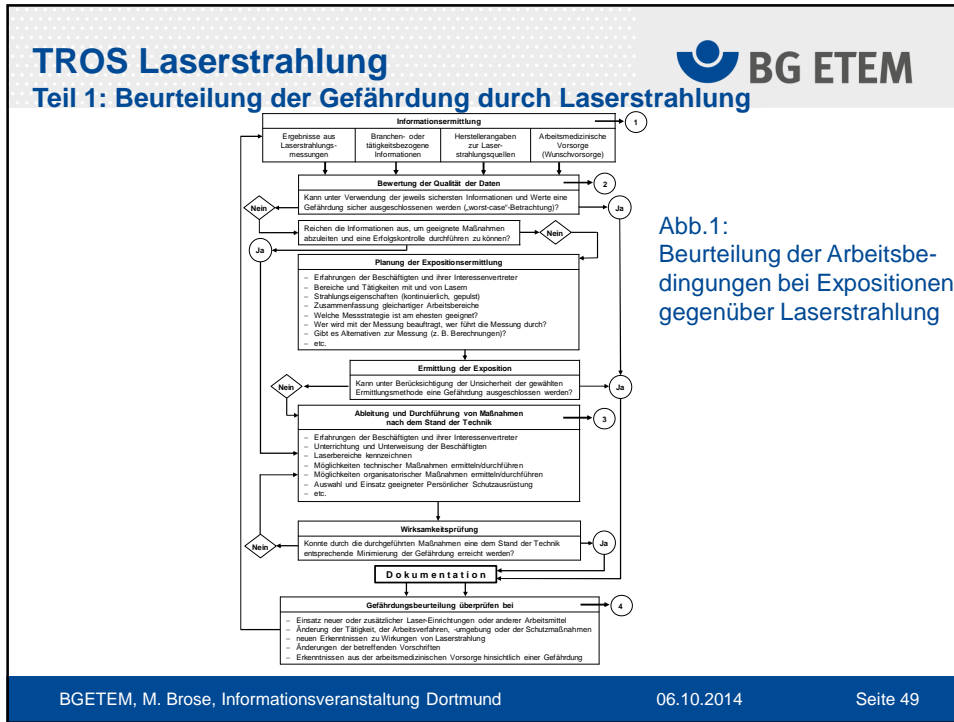 TROS Laserstrahlung
Teil 1: Beurteilung der Gefährdung durch Laserstrahlung
BG ETEM
Informationsermittlung
1
Ergebnisse aus
Laserstrahlungs-
messungen
Branchen- oder
tätigkeitsbezogene
Informationen
Herstellerangaben
zur Laser-
strahlungsquellen
Arbeitsmedizinische
Vorsorge
(Wunschvorsorge)
Bewertung der Qualität der Daten
2
Kann unter Verwendung der jeweils sichersten Informationen und Werte eine
Gefährdung sicher ausgeschlossenen werden („worst-case“-Betrachtung)?
Nein
Ja
Reichen die Informationen aus, um geeignete Maßnahmen
abzuleiten und eine Erfolgskontrolle durchführen zu können?
Nein
Ja
Planung der Expositionsermittlung
– Erfahrungen der Beschäftigten und ihrer Interessenvertreter
– Bereiche und Tätigkeiten mit und von Lasern
– Strahlungseigenschaften (kontinuierlich, gepulst)
– Zusammenfassung gleichartiger Arbeitsbereiche
– Welche Messstrategie ist am ehesten geeignet?
– Wer wird mit der Messung beauftragt, wer führt die Messung durch?
– Gibt es Alternativen zur Messung (z. B. Berechnungen)?
– etc.
Ermittlung der Exposition
Kann unter Berücksichtigung der Unsicherheit der gewählten
Ermittlungsmethode eine Gefährdung ausgeschlossen werden?
Nein
Ja
Ableitung und Durchführung von Maßnahmen
nach dem Stand der Technik
3
– Erfahrungen der Beschäftigten und ihrer Interessenvertreter
– Unterrichtung und Unterweisung der Beschäftigten
– Laserbereiche kennzeichnen
– Möglichkeiten technischer Maßnahmen ermitteln/durchführen
– Möglichkeiten organisatorischer Maßnahmen ermitteln/durchführen
– Auswahl und Einsatz geeigneter Persönlicher Schutzausrüstung
– etc.
Wirksamkeitsprüfung
Konnte durch die durchgeführten Maßnahmen eine dem Stand der Technik
entsprechende Minimierung der Gefährdung erreicht werden?
Nein
Ja
Dokumentation
Gefährdungsbeurteilung überprüfen bei
4
– Einsatz neuer oder zusätzlicher Laser-Einrichtungen oder anderer Arbeitsmittel
– Änderung der Tätigkeit, der Arbeitsverfahren, -umgebung oder der Schutzmaßnahmen
– neuen Erkenntnissen zu Wirkungen von Laserstrahlung
– Änderungen der betreffenden Vorschriften
– Erkenntnissen aus der arbeitsmedizinischen Vorsorge hinsichtlich einer Gefährdung
Abb.1:
Beurteilung der Arbeitsbe-
dingungen bei Expositionen
gegenüber Laserstrahlung
BGETEM, M. Brose, Informationsveranstaltung Dortmund
06.10.2014
Seite 49